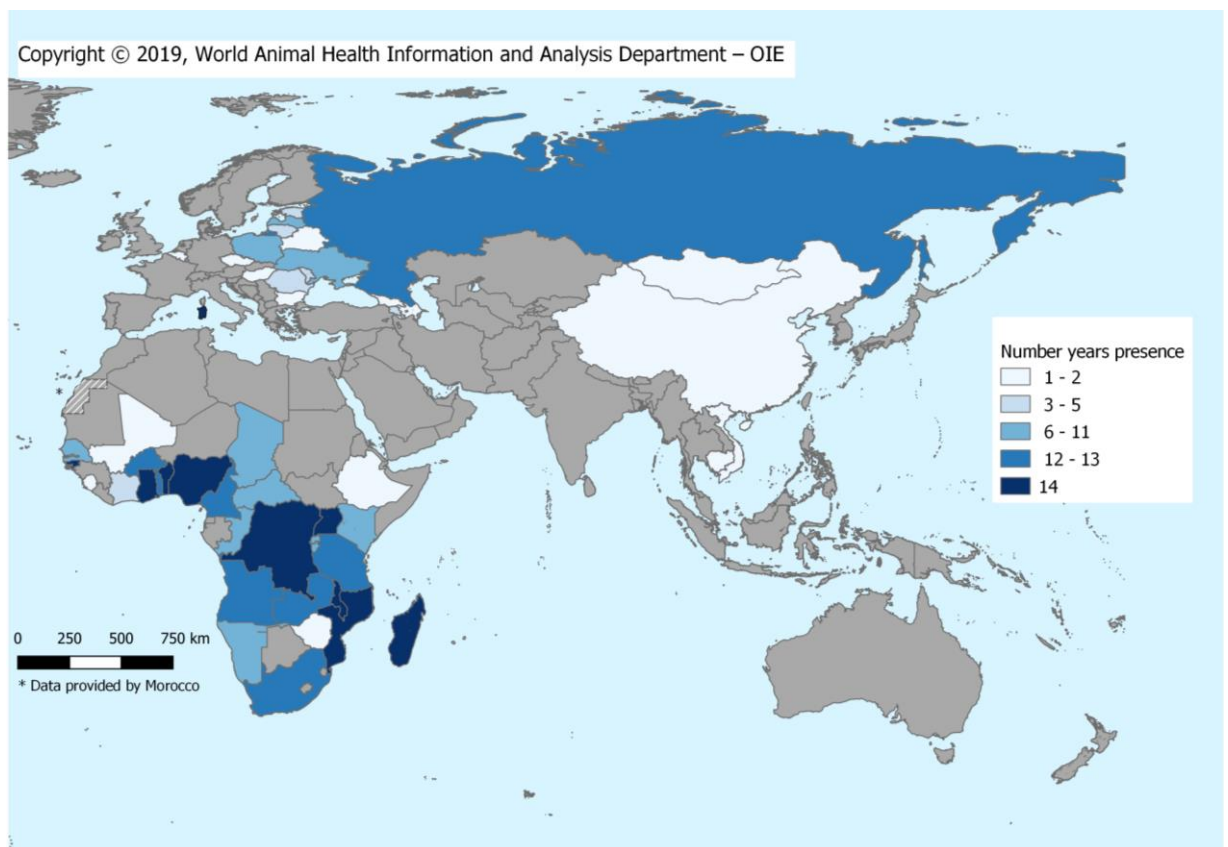 Copyright © 2019, World Animal Health Information and Analysis Department – OIE
*
Number years presence
1 - 2
3 - 5
6 - 11
12 - 13
14
0 250 500 750 km
* Data provided by Morocco